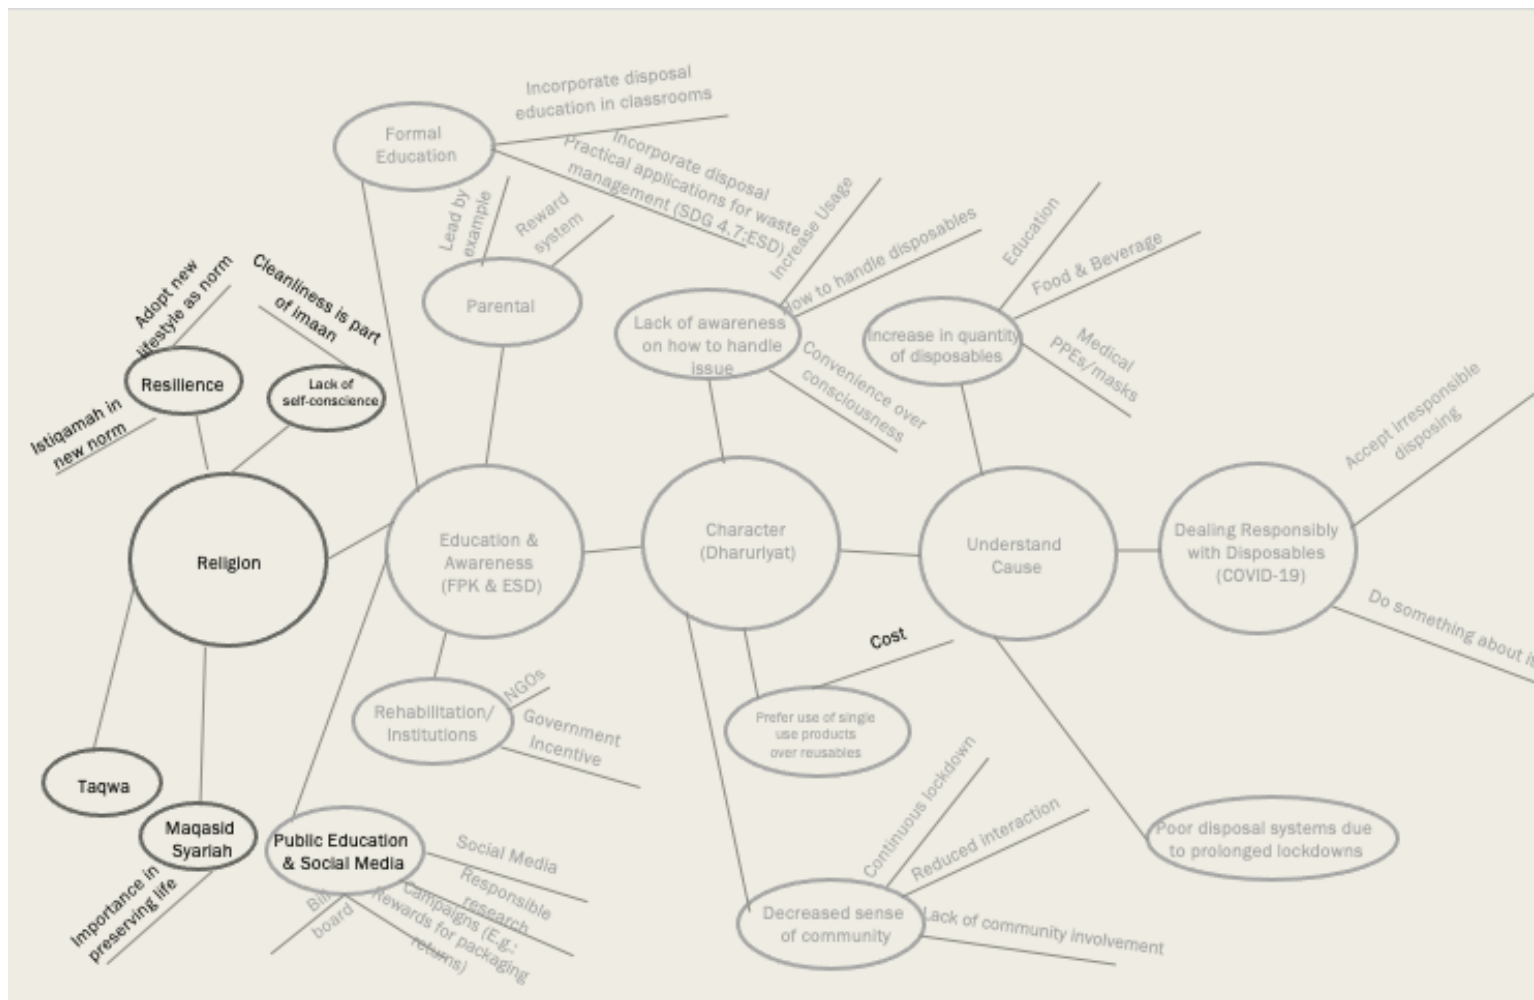 Incorporate disposal
education in classrooms
Formal
Education
Incorporate disposal
Practical applications for waste
management (SDG 4.7:ESD)
Lead by
example
Reward
system
Parental
Increase Usage
How to handle disposables
Lack of awareness
on how to handle
issue
Convenience over
consciousness
Education
Food & Beverage
Increase in quantity
of disposables
Medical
PPEs/masks
Adopt new
lifestyle as norm
Cleanliness is part
of imaan
Resilience
Lack of
self-conscience
Istiqamah in
new norm
Religion
Education &
Awareness
(FPK & ESD)
Character
(Dharuriyat)
Understand
Cause
Dealing Responsibly
with Disposables
(COVID-19)
Accept irresponsible
disposing
Do something about
Cost
Prefer use of single
use products
over reusables
Rehabilitation/
Institutions
NGOs
Government
Incentive
Taqwa
Maqasid
Syariah
Importance in
preserving life
Public Education
& Social Media
Social Media
Responsible
research
Campaigns (E.g.:
Rewards for packaging
returns)
Bill
board
Continuous lockdown
Reduced interaction
Decreased sense
of community
Lack of community involvement
Poor disposal systems due
to prolonged lockdowns